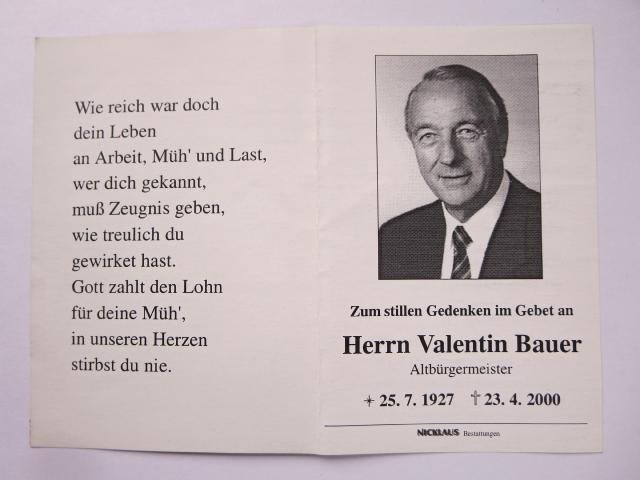 Wie reich war doch
dein Leben
an Arbeit, Müh' und Last,
wer dich gekannt,
muß Zeugnis geben,
wie treulich du
gewirket hast.
Gott zahlt den Lohn
für deine Müh',
in unseren Herzen
stirbst du nie.
Zum stillen Gedenken im Gebet an
Herrn Valentin Bauer
Altbürgermeister
✴ 25. 7. 1927 ✝ 23. 4. 2000
NICKLAUS Bestattungen